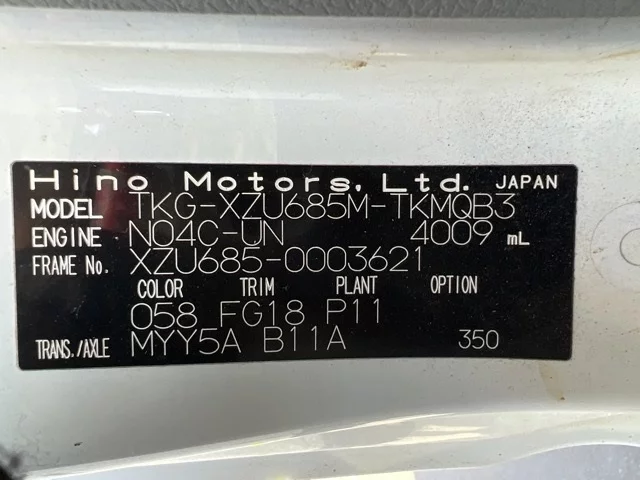 Hino Motors, Ltd. JAPAN
MODEL TKG-XZU685M-TKMQB3
ENGINE N04C-UN 4009 mL
FRAME No. XZU685-0003621
COLOR TRIM PLANT OPTION
058 FG18 P11
TRANS./AXLE MYY5A B11A 350